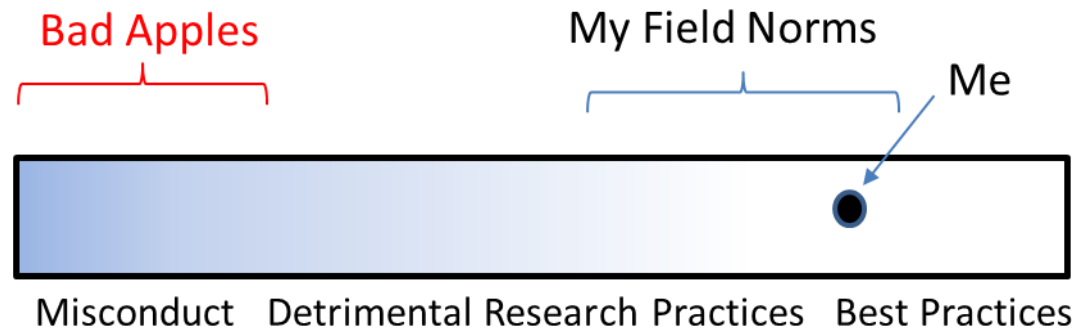 Bad Apples
My Field Norms
Me
Misconduct Detrimental Research Practices Best Practices